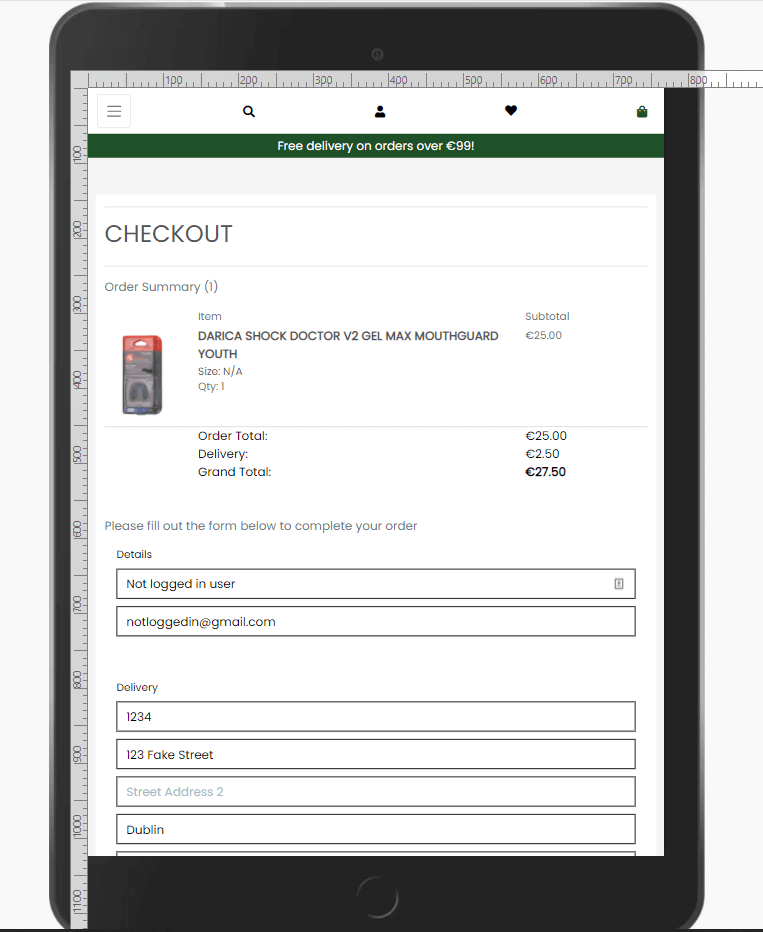 100 200 300 400 500 600 700 800
Free delivery on orders over €99!
CHECKOUT
Order Summary (1)
Item Subtotal
DARICA SHOCK DOCTOR V2 GEL MAX MOUTHGUARD €25.00
YOUTH
Size: N/A
Qty: 1
Order Total: €25.00
Delivery: €2.50
Grand Total: €27.50
Please fill out the form below to complete your order
Details
Not logged in user
notloggedin@gmail.com
Delivery
1234
123 Fake Street
Street Address 2
Dublin
100
200
300
400
500
600
700
800
900
1000
1100